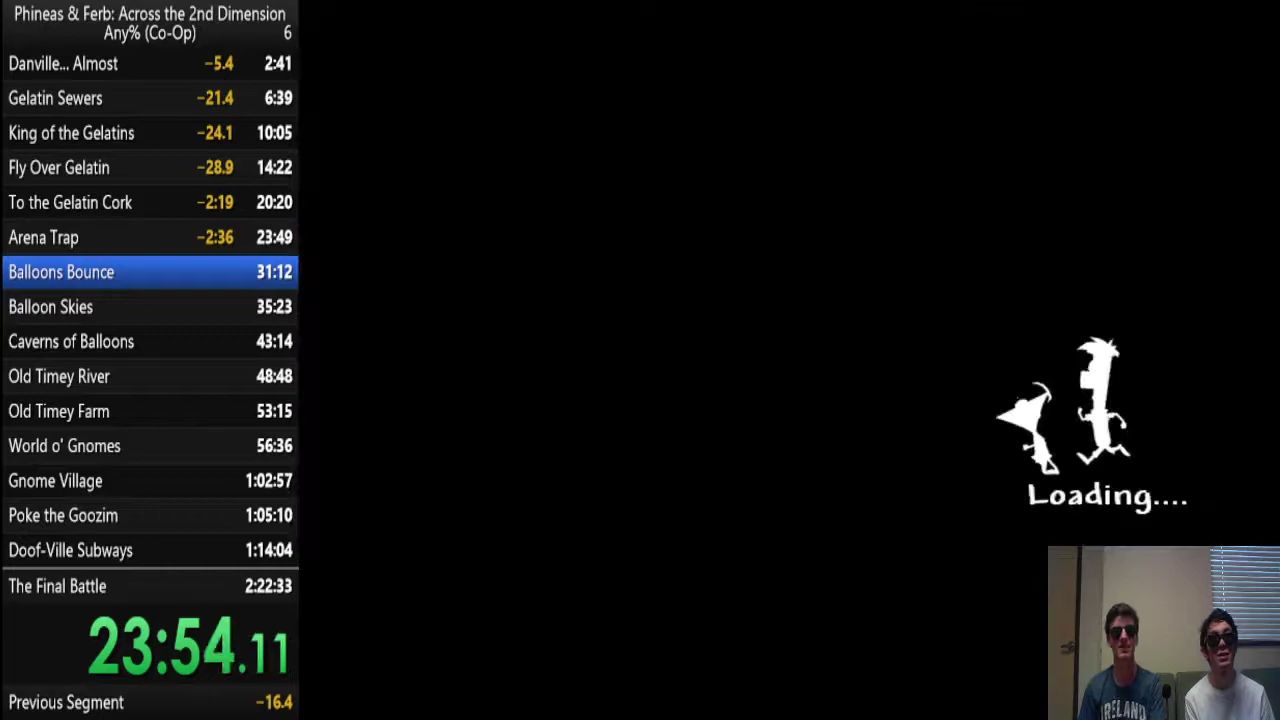 Phineas & Ferb: Across the 2nd Dimension
Any% (Co-Op) 6
Danville... Almost −5.4 2:41
Gelatin Sewers −21.4 6:39
King of the Gelatins −24.1 10:05
Fly Over Gelatin −28.9 14:22
To the Gelatin Cork −2:19 20:20
Arena Trap −2:36 23:49
Balloons Bounce 31:12
Balloon Skies 35:23
Caverns of Balloons 43:14
Old Timey River 48:48
Old Timey Farm 53:15
World o' Gnomes 56:36
Gnome Village 1:02:57
Poke the Goozim 1:05:10
Doof-Ville Subways 1:14:04
The Final Battle 2:22:33
23:54.11
Previous Segment −16.4
Loading....
IRELAND